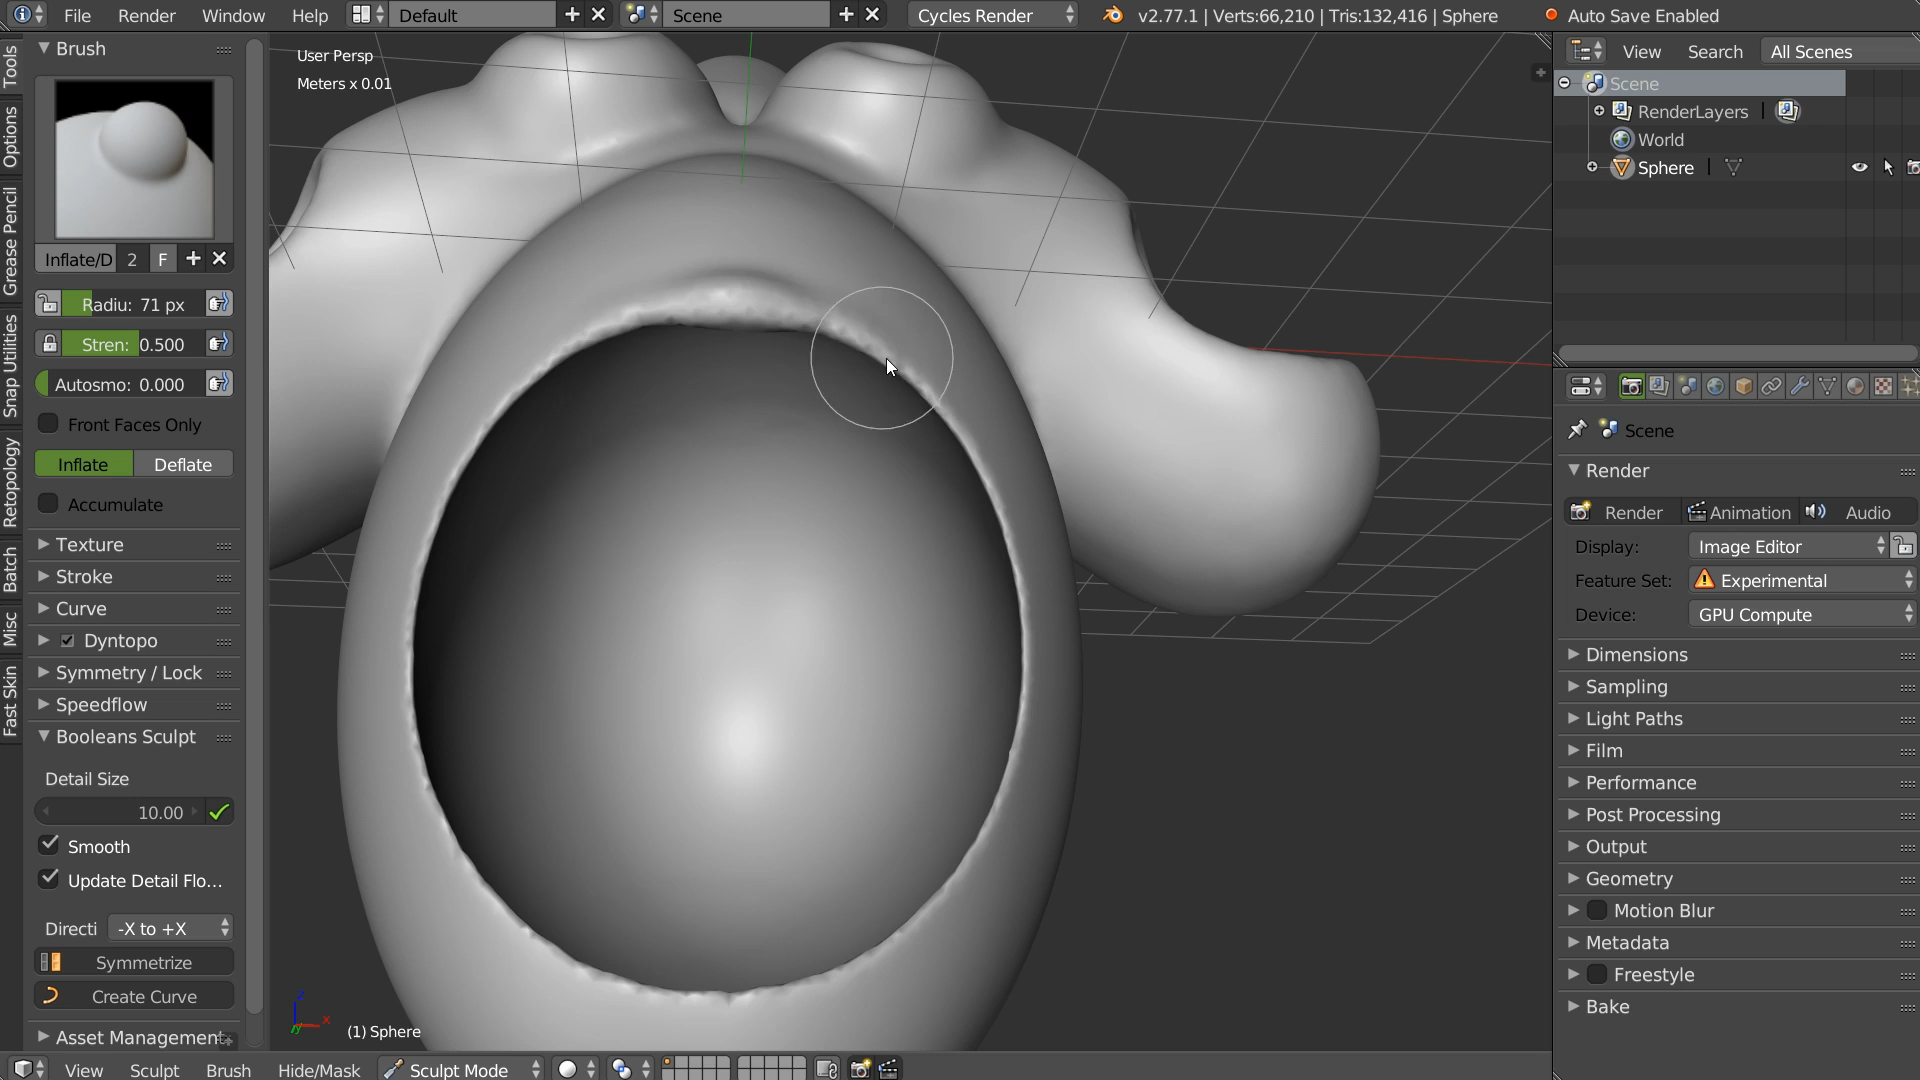 File Render Window Help Default Scene Cycles Render v2.77.1 | Verts:66,210 | Tris:132,416 | Sphere Auto Save Enabled
Tools
Options
Grease Pencil
Snap Utilities
Retopology
Batch
Misc
Fast Skin
Brush
Inflate/D 2 F
Radiu: 71 px
Stren: 0.500
Autosmo: 0.000
Front Faces Only
Inflate Deflate
Accumulate
Texture
Stroke
Curve
Dyntopo
Symmetry / Lock
Speedflow
Booleans Sculpt
Detail Size
10.00
Smooth
Update Detail Flo...
Directi -X to +X
Symmetrize
Create Curve
Asset Management
User Persp
Meters x 0.01
z
x
y
(1) Sphere
View Sculpt Brush Hide/Mask Sculpt Mode
View Search All Scenes
Scene
RenderLayers |
World
Sphere |
Scene
Render
Render Animation Audio
Display: Image Editor
Feature Set: Experimental
Device: GPU Compute
Dimensions
Sampling
Light Paths
Film
Performance
Post Processing
Output
Geometry
Motion Blur
Metadata
Freestyle
Bake